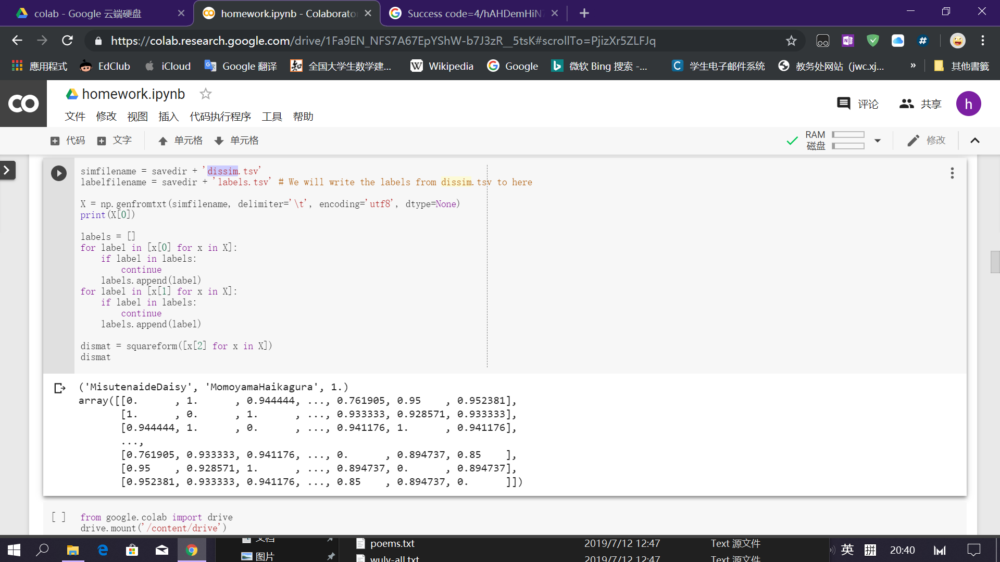 colab - Google 云端硬盘
homework.ipynb - Colaborato
Success code=4/hAHDemHiN
https://colab.research.google.com/drive/1Fa9EN_NFS7A67EpYShW-b7J3zR__5tsK#scrollTo=PjizXr5ZLFJq
應用程式 EdClub iCloud Google 翻译 全国大学生数学建... Wikipedia Google 微软 Bing 搜索 -... 学生电子邮件系统 教务处网站（jwc.xj... » 其他書籤
homework.ipynb
评论 共享 h
文件 修改 视图 插入 代码执行程序 工具 帮助
代码 文字 单元格 单元格 RAM 磁盘 修改
simfilename = savedir + 'dissim.tsv'
labelfilename = savedir + 'labels.tsv' # We will write the labels from dissim.tsv to here
X = np.genfromtxt(simfilename, delimiter='\t', encoding='utf8', dtype=None)
print(X[0])
labels = []
for label in [x[0] for x in X]:
    if label in labels:
        continue
    labels.append(label)
for label in [x[1] for x in X]:
    if label in labels:
        continue
    labels.append(label)
dismat = squareform([x[2] for x in X])
dismat
('MisutenaideDaisy', 'MomoyamaHaikagura', 1.)
array([[0.      , 1.      , 0.944444, ..., 0.761905, 0.95    , 0.952381],
       [1.      , 0.      , 1.      , ..., 0.933333, 0.928571, 0.933333],
       [0.944444, 1.      , 0.      , ..., 0.941176, 1.      , 0.941176],
       ...,
       [0.761905, 0.933333, 0.941176, ..., 0.      , 0.894737, 0.85    ],
       [0.95    , 0.928571, 1.      , ..., 0.894737, 0.      , 0.894737],
       [0.952381, 0.933333, 0.941176, ..., 0.85    , 0.894737, 0.      ]])
[ ] from google.colab import drive
drive.mount('/content/drive')
文档
poems.txt 2019/7/12 12:47 Text 源文件
图片
wuly-all.txt 2019/7/12 12:47 Text 源文件
英 拼 20:40